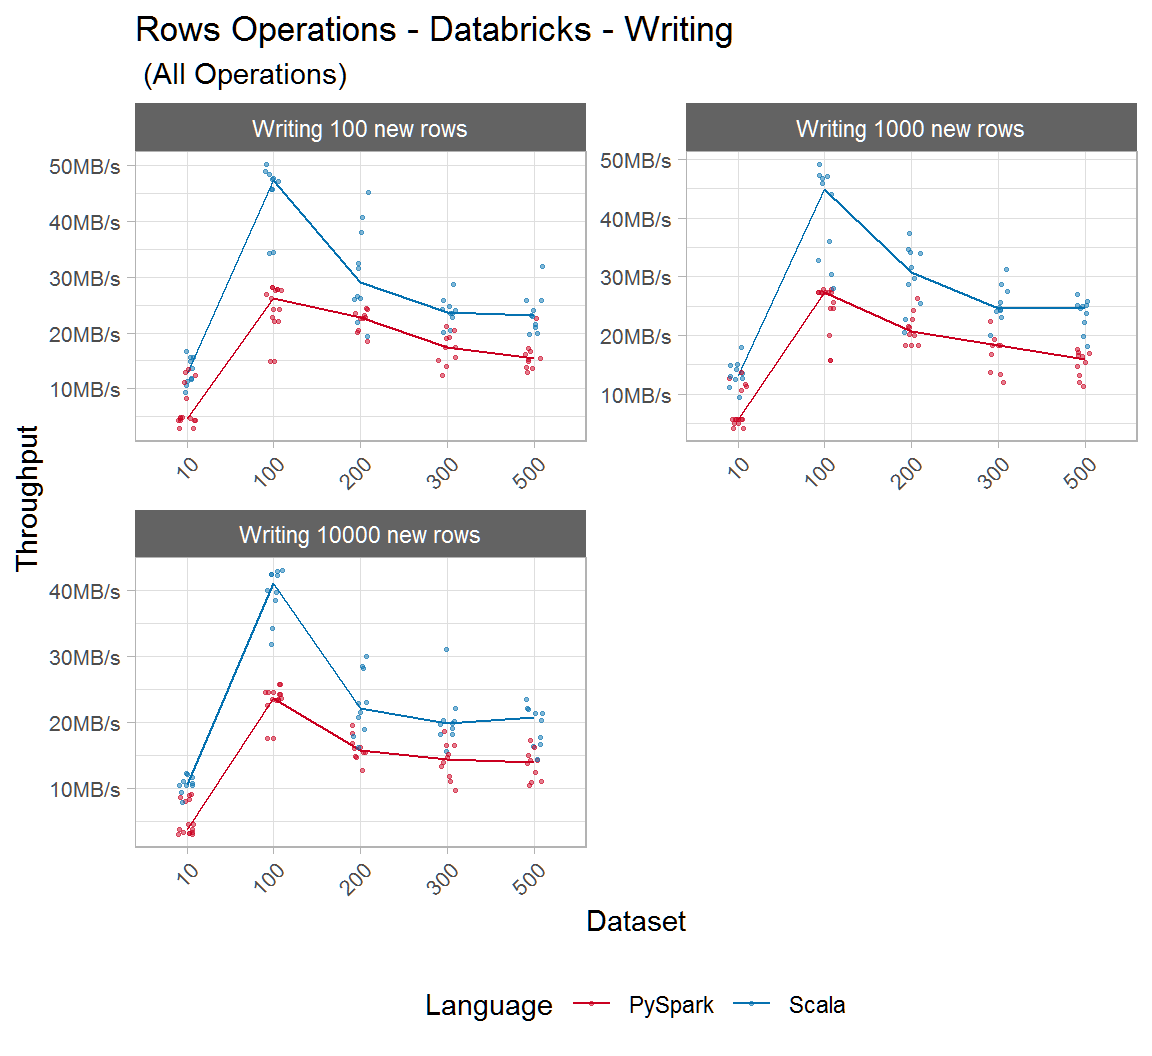 Rows Operations - Databricks - Writing
(All Operations)
Writing 100 new rows
50MB/s
40MB/s
30MB/s
20MB/s
10MB/s
10 100 200 300 500
Writing 1000 new rows
50MB/s
40MB/s
30MB/s
20MB/s
10MB/s
10 100 200 300 500
Throughput
Writing 10000 new rows
40MB/s
30MB/s
20MB/s
10MB/s
10 100 200 300 500
Dataset
Language PySpark Scala